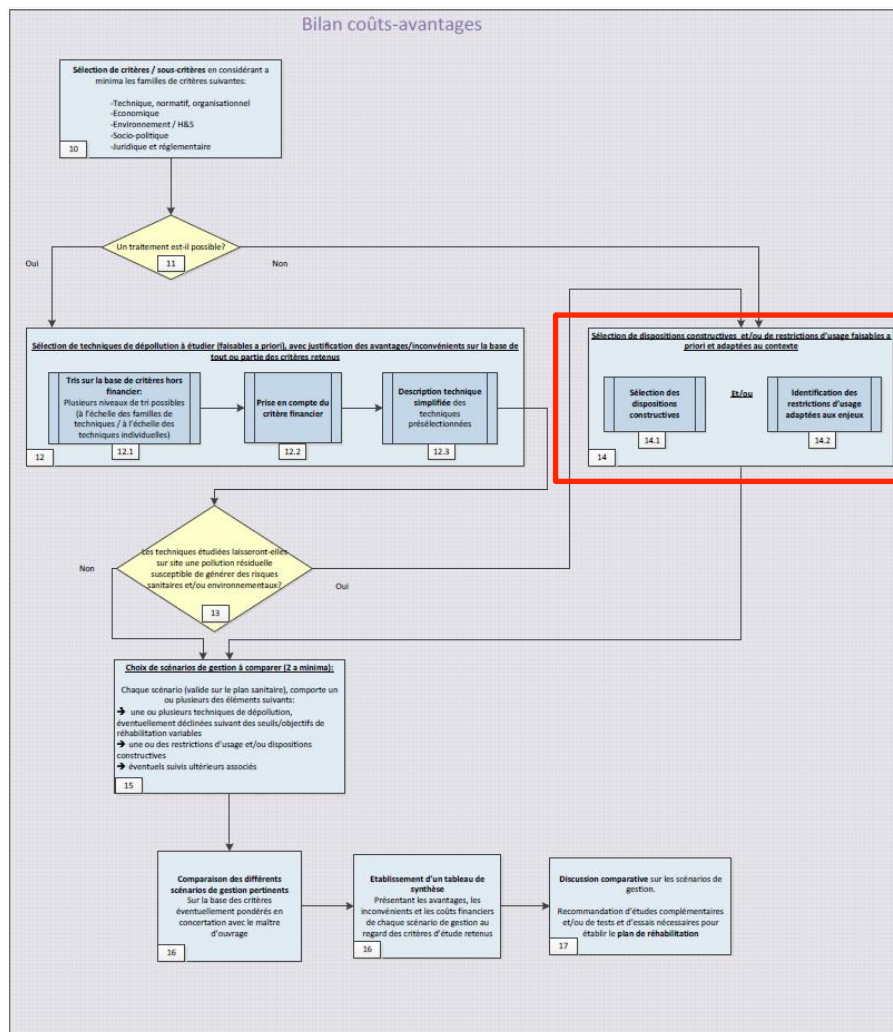 Bilan coûts-avantages
Sélection de critères / sous-critères en considérant a
minima les familles de critères suivantes:
-Technique, normatif, organisationnel
-Economique
-Environnement / H&S
-Socio-politique
-Juridique et réglementaire
10
Un traitement est-il possible?
11
Oui
Non
Sélection de techniques de dépollution à étudier (faisables a priori), avec justification des avantages/inconvénients sur la base de
tout ou partie des critères retenus
Tris sur la base de critères hors
financier:
Plusieurs niveaux de tri possibles
(à l'échelle des familles de
techniques / à l'échelle des
techniques individuelles)
12.1
Prise en compte du
critère financier
12.2
Description technique
simplifiée des
techniques
présélectionnées
12.3
12
Sélection de dispositions constructives et/ou de restrictions d'usage faisables a
priori et adaptées au contexte
Sélection des
dispositions
constructives
14.1
Et/ou
Identification des
restrictions d'usage
adaptées aux enjeux
14.2
14
Les techniques étudiées laisseront-elles
sur site une pollution résiduelle
susceptible de générer des risques
sanitaires et/ou environnementaux?
13
Non
Oui
Choix de scénarios de gestion à comparer (2 a minima):
Chaque scénario (valide sur le plan sanitaire), comporte un
ou plusieurs des éléments suivants:
➔ une ou plusieurs techniques de dépollution,
éventuellement déclinées suivant des seuils/objectifs de
réhabilitation variables
➔ une ou des restrictions d'usage et/ou dispositions
constructives
➔ éventuels suivis ultérieurs associés
15
Comparaison des différents
scénarios de gestion pertinents
Sur la base des critères
éventuellement pondérés en
concertation avec le maître
d'ouvrage
16
Etablissement d'un tableau de
synthèse
Présentant les avantages, les
inconvénients et les coûts financiers
de chaque scénario de gestion au
regard des critères d'étude retenus
16
Discussion comparative sur les scénarios de
gestion.
Recommandation d'études complémentaires
et/ou de tests et d'essais nécessaires pour
établir le plan de réhabilitation
17